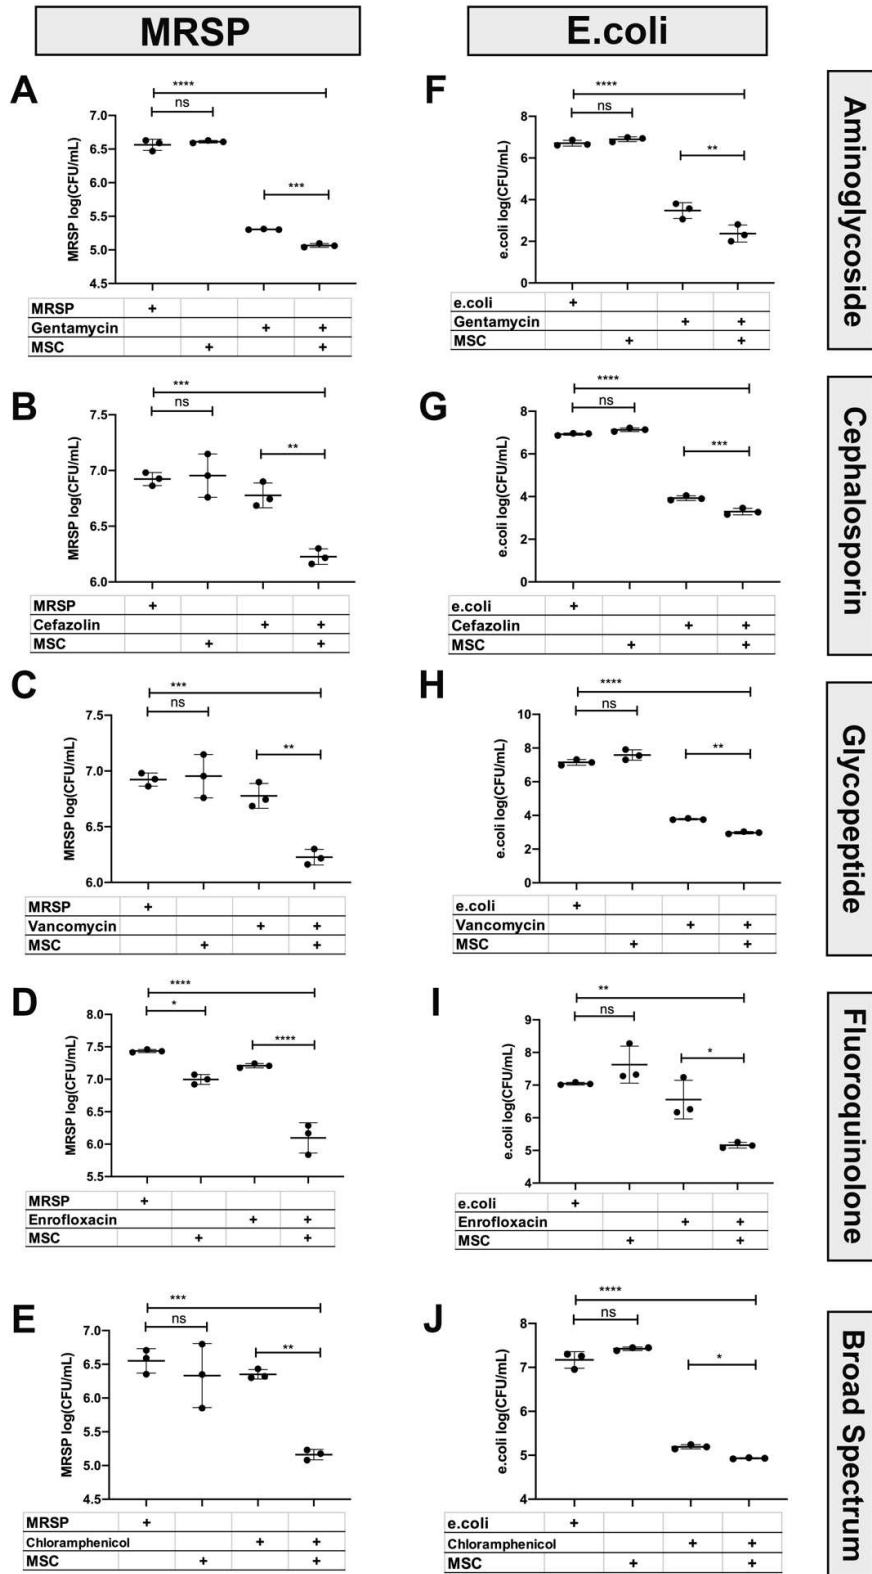 MRSP
E.coli
A
****
ns
***
MRSP log(CFU/mL)
7.0
6.5
6.0
5.5
5.0
4.5
MRSP +
Gentamycin + +
MSC + +
F
****
ns
**
e.coli log(CFU/mL)
8
6
4
2
0
e.coli +
Gentamycin + +
MSC + +
Aminoglycoside
B
***
ns
**
MRSP log(CFU/mL)
7.5
7.0
6.5
6.0
MRSP +
Cefazolin + +
MSC + +
G
****
ns
***
e.coli log(CFU/mL)
8
6
4
2
0
e.coli +
Cefazolin + +
MSC + +
Cephalosporin
C
***
ns
**
MRSP log(CFU/mL)
7.5
7.0
6.5
6.0
MRSP +
Vancomycin + +
MSC + +
H
****
ns
**
e.coli log(CFU/mL)
10
8
6
4
2
0
e.coli +
Vancomycin + +
MSC + +
Glycopeptide
D
****
*
****
MRSP log(CFU/mL)
8.0
7.5
7.0
6.5
6.0
5.5
MRSP +
Enrofloxacin + +
MSC + +
I
**
ns
*
e.coli log(CFU/mL)
9
8
7
6
5
4
e.coli +
Enrofloxacin + +
MSC + +
Fluoroquinolone
E
***
ns
**
MRSP log(CFU/mL)
7.0
6.5
6.0
5.5
5.0
4.5
MRSP +
Chloramphenicol + +
MSC + +
J
****
ns
*
e.coli log(CFU/mL)
8
7
6
5
4
e.coli +
Chloramphenicol + +
MSC + +
Broad Spectrum